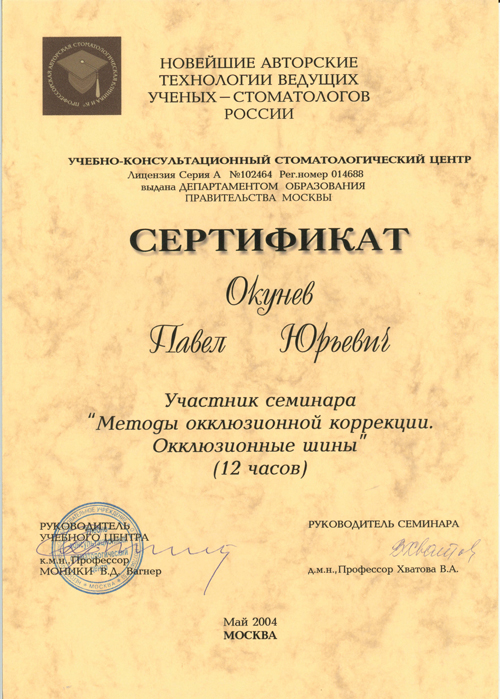 НОВЕЙШИЕ АВТОРСКИЕ
ТЕХНОЛОГИИ ВЕДУЩИХ
УЧЕНЫХ – СТОМАТОЛОГОВ
РОССИИ
УЧЕБНО-КОНСУЛЬТАЦИОННЫЙ СТОМАТОЛОГИЧЕСКИЙ ЦЕНТР
Лицензия Серия А №102464 Рег.номер 014688
выдана ДЕПАРТАМЕНТОМ ОБРАЗОВАНИЯ
ПРАВИТЕЛЬСТВА МОСКВЫ
СЕРТИФИКАТ
Окунев
Павел Юрьевич
Участник семинара
"Методы окклюзионной коррекции.
Окклюзионные шины"
(12 часов)
РУКОВОДИТЕЛЬ
УЧЕБНОГО ЦЕНТРА
к.м.н.,Профессор
МОНИКИ В.Д. Вагнер
РУКОВОДИТЕЛЬ СЕМИНАРА
д.м.н.,Профессор Хватова В.А.
Май 2004
МОСКВА